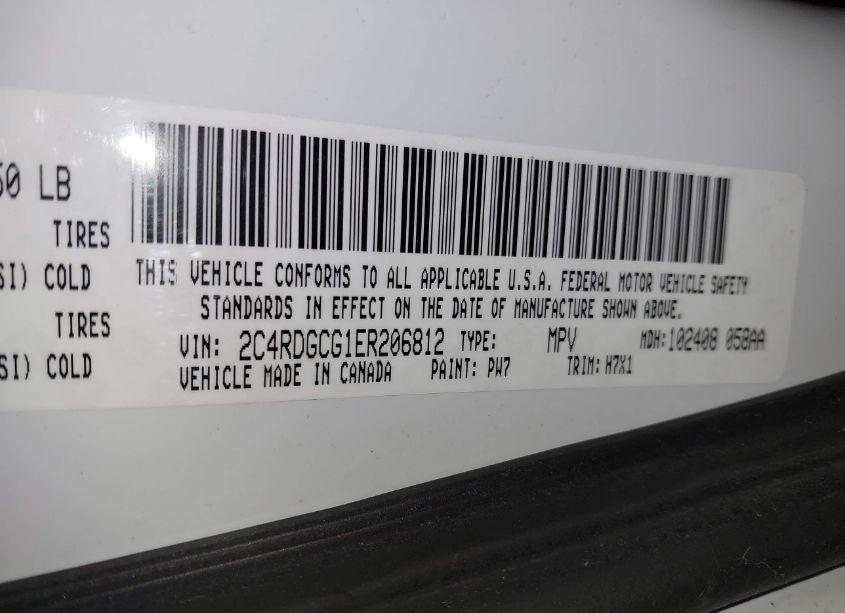 50 LB
TIRES
SI) COLD
TIRES
SI) COLD
THIS VEHICLE CONFORMS TO ALL APPLICABLE U.S.A. FEDERAL MOTOR VEHICLE SAFETY
STANDARDS IN EFFECT ON THE DATE OF MANUFACTURE SHOWN ABOVE.
VIN: 2C4RDGCG1ER206812 TYPE: MPV MDH:102408 058AA
VEHICLE MADE IN CANADA PAINT: PW7 TRIM: H7X1